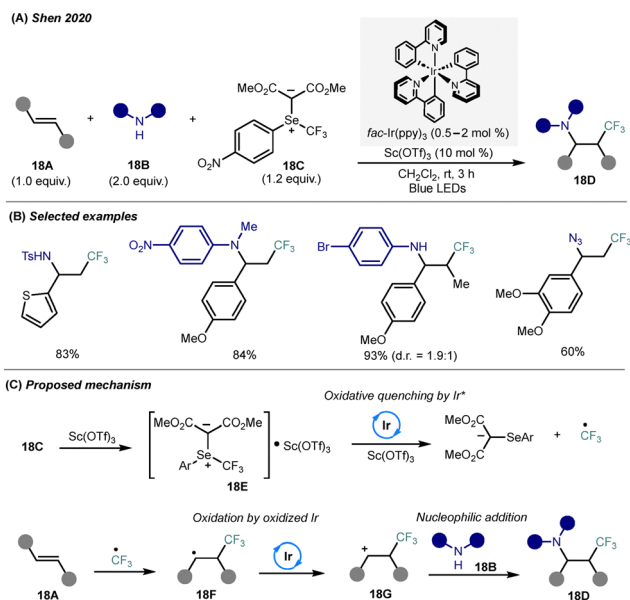 (A) Shen 2020
MeO₂C CO₂Me
−
Se
+ CF₃
O₂N
N
Ir
N
N
+
N
H
+
18A
(1.0 equiv.)
18B
(2.0 equiv.)
18C
(1.2 equiv.)
fac-Ir(ppy)₃ (0.5−2 mol %)
Sc(OTf)₃ (10 mol %)
CH₂Cl₂, rt, 3 h
Blue LEDs
N CF₃
18D
(B) Selected examples
TsHN CF₃
S
83%
O₂N N Me CF₃
MeO
84%
Br NH CF₃
Me
MeO
93% (d.r. = 1.9:1)
N₃ CF₃
MeO
MeO
60%
(C) Proposed mechanism
Oxidative quenching by Ir*
18C
Sc(OTf)₃
MeO₂C − CO₂Me
Ar Se CF₃
+
18E
• Sc(OTf)₃
Ir
Sc(OTf)₃
CO₂Me
− SeAr
MeO₂C
+
•
CF₃
Oxidation by oxidized Ir
Nucleophilic addition
18A
•
CF₃
• CF₃
18F
Ir
+ CF₃
18G
N
H 18B
N CF₃
18D